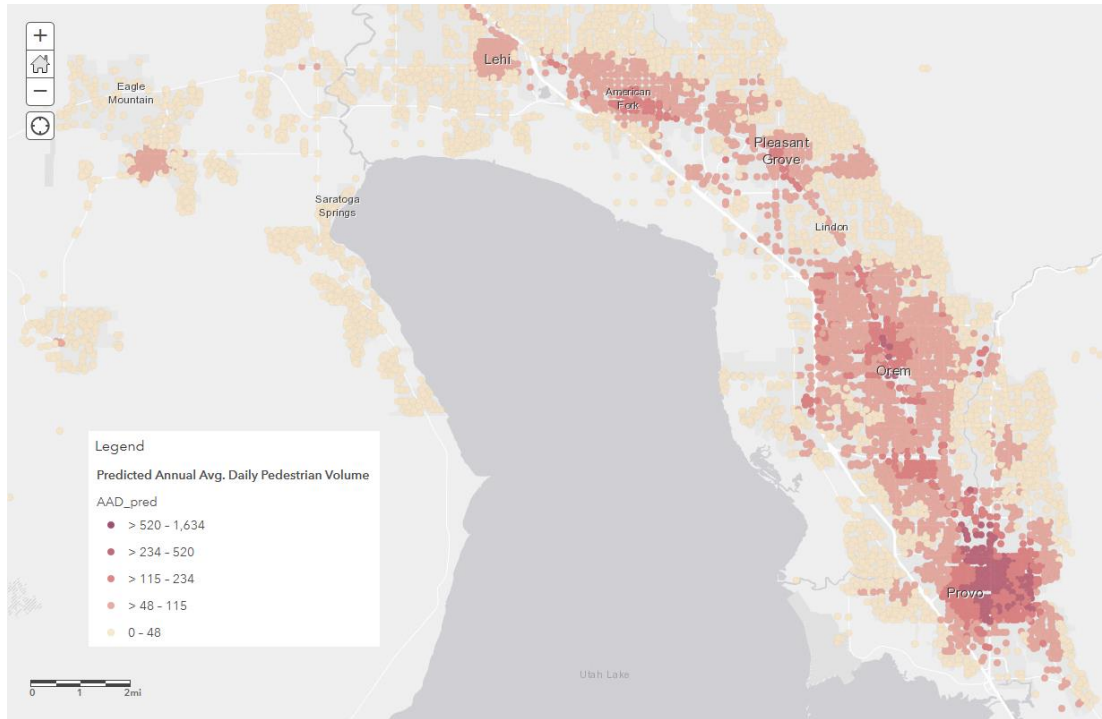 +
−
Lehi
Eagle
Mountain
American
Fork
Pleasant
Grove
Saratoga
Springs
Lindon
Orem
Provo
Utah Lake
Legend
Predicted Annual Avg. Daily Pedestrian Volume
AAD_pred
> 520 - 1,634
> 234 - 520
> 115 - 234
> 48 - 115
0 - 48
0 1 2mi